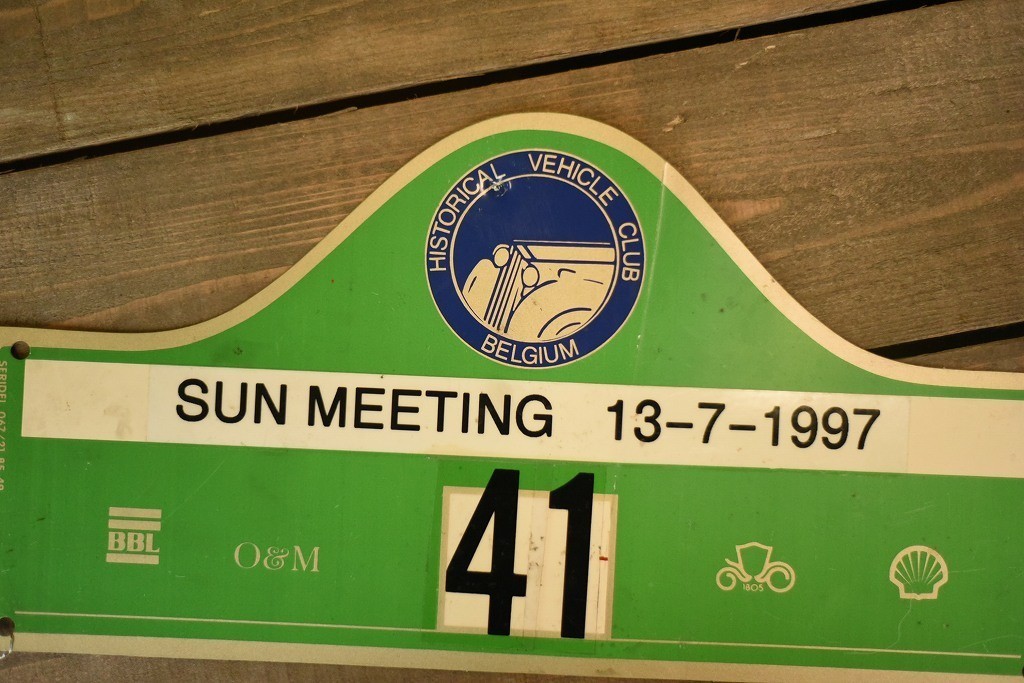 HISTORICAL VEHICLE CLUB
BELGIUM
SUN MEETING 13-7-1997
41
BBL
O&M
1805